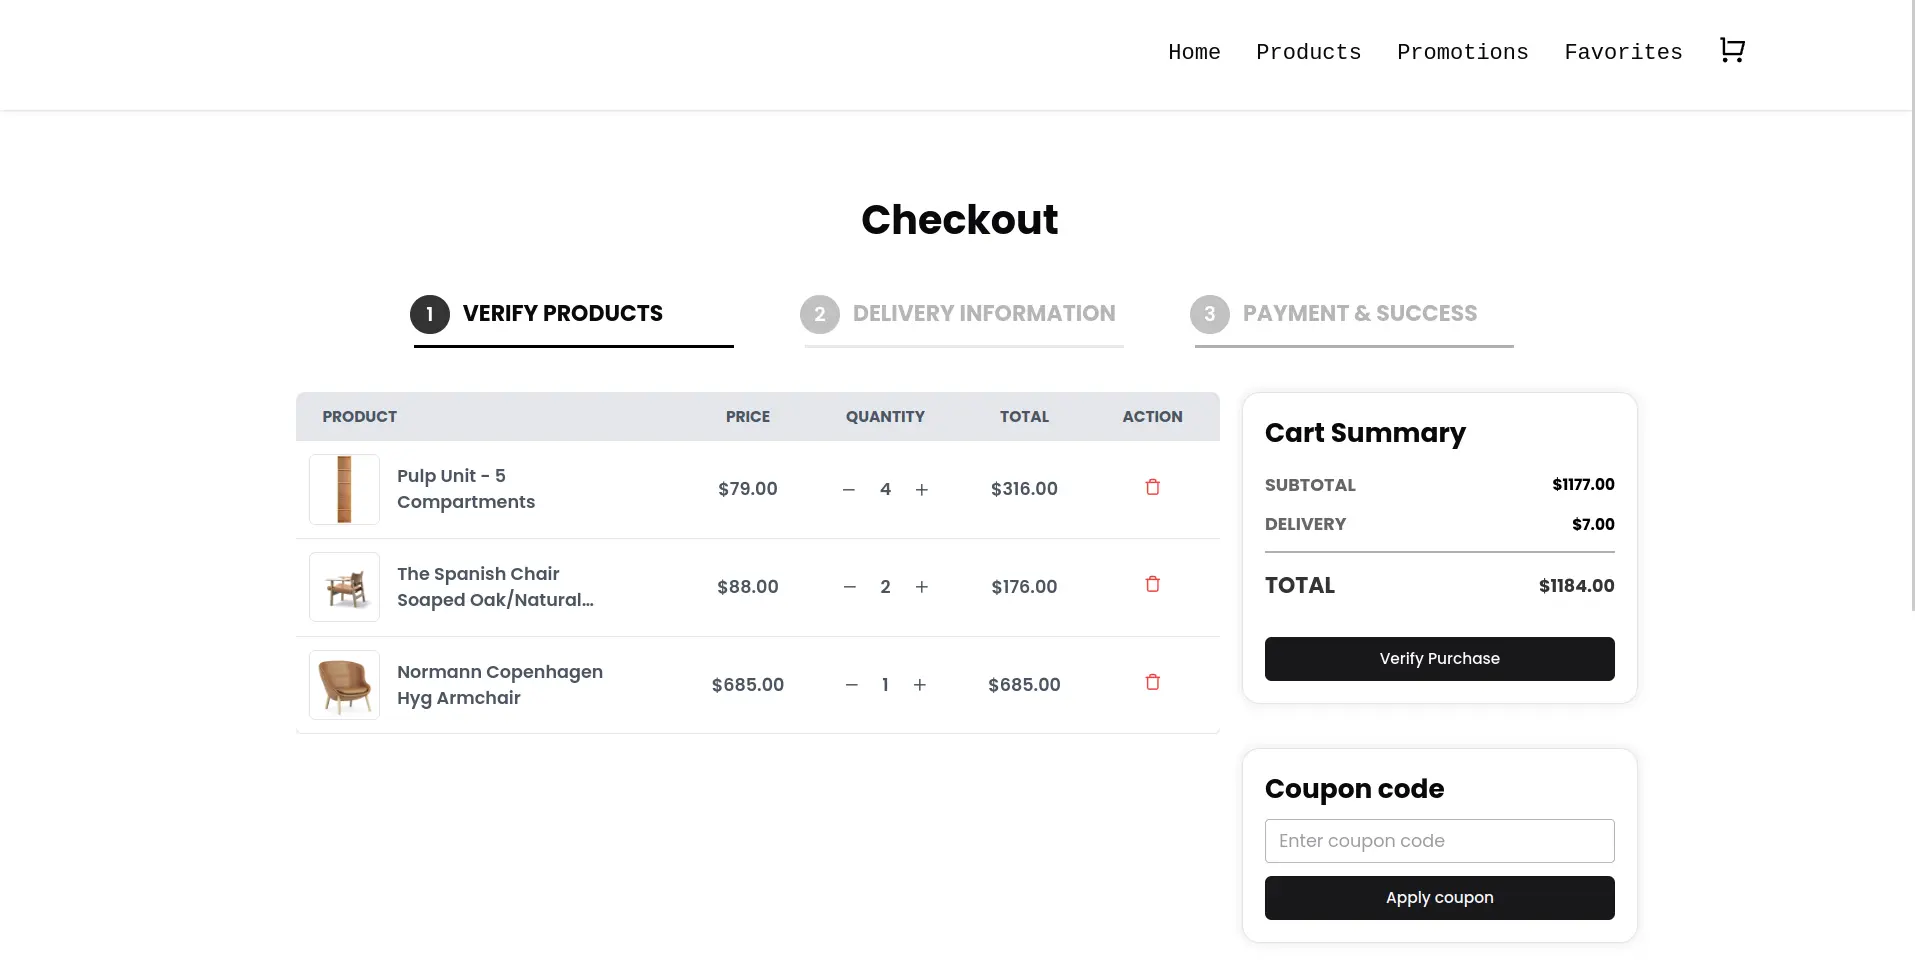 Home Products Promotions Favorites
Checkout
1 VERIFY PRODUCTS
2 DELIVERY INFORMATION
3 PAYMENT & SUCCESS
PRODUCT PRICE QUANTITY TOTAL ACTION
Pulp Unit - 5
Compartments
$79.00 − 4 + $316.00
The Spanish Chair
Soaped Oak/Natural...
$88.00 − 2 + $176.00
Normann Copenhagen
Hyg Armchair
$685.00 − 1 + $685.00
Cart Summary
SUBTOTAL $1177.00
DELIVERY $7.00
TOTAL $1184.00
Verify Purchase
Coupon code
Enter coupon code
Apply coupon